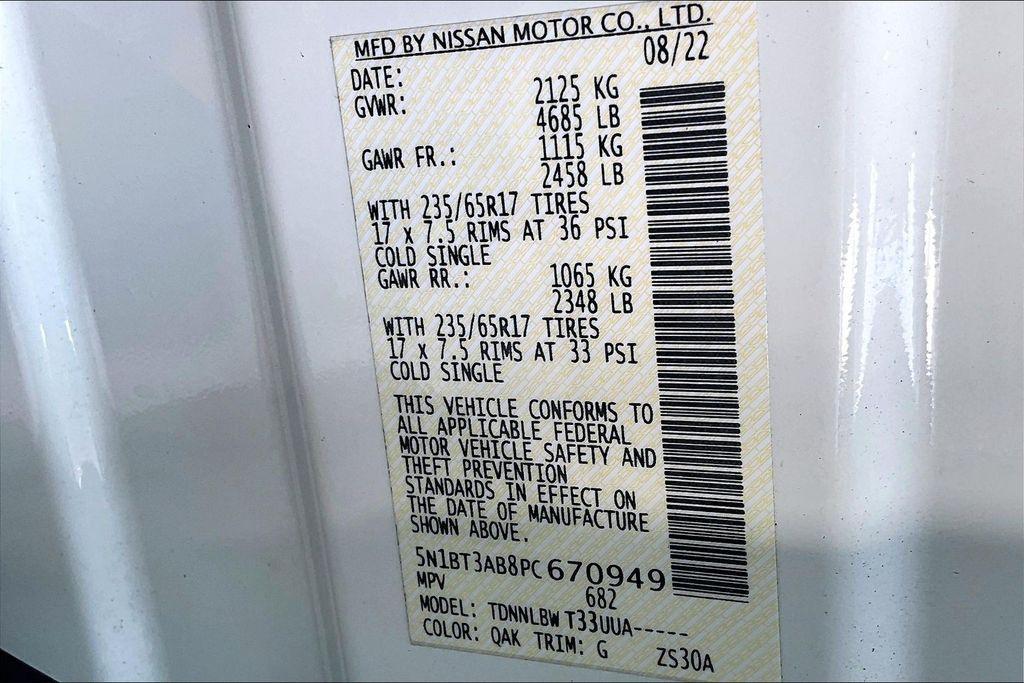 MFD BY NISSAN MOTOR CO., LTD.
DATE: 08/22
GVWR: 2125 KG
4685 LB
GAWR FR.: 1115 KG
2458 LB
WITH 235/65R17 TIRES
17 x 7.5 RIMS AT 36 PSI
COLD SINGLE
GAWR RR.: 1065 KG
2348 LB
WITH 235/65R17 TIRES
17 x 7.5 RIMS AT 33 PSI
COLD SINGLE
THIS VEHICLE CONFORMS TO
ALL APPLICABLE FEDERAL
MOTOR VEHICLE SAFETY AND
THEFT PREVENTION
STANDARDS IN EFFECT ON
THE DATE OF MANUFACTURE
SHOWN ABOVE.
5N1BT3AB8PC670949
MPV 682
MODEL: TDNNLBW T33UUA-----
COLOR: QAK TRIM: G ZS30A